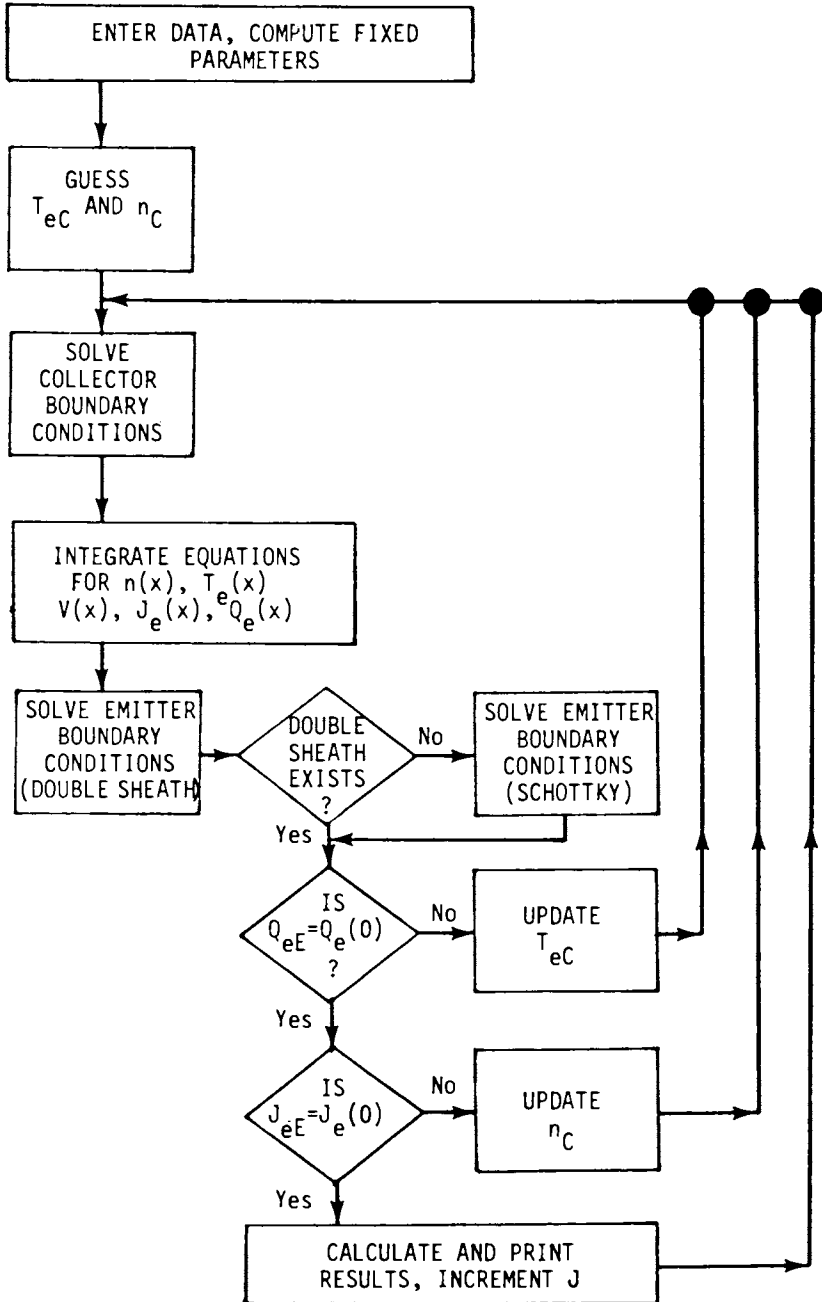 ENTER DATA, COMPUTE FIXED
PARAMETERS
GUESS
T_eC AND n_C
SOLVE
COLLECTOR
BOUNDARY
CONDITIONS
INTEGRATE EQUATIONS
FOR n(x), T_e(x)
V(x), J_e(x), Q_e(x)
SOLVE EMITTER
BOUNDARY
CONDITIONS
(DOUBLE SHEATH)
DOUBLE
SHEATH
EXISTS
?
No
SOLVE EMITTER
BOUNDARY
CONDITIONS
(SCHOTTKY)
Yes
IS
Q_eE=Q_e(0)
?
No
UPDATE
T_eC
Yes
IS
J_eE=J_e(0)
No
UPDATE
n_C
Yes
CALCULATE AND PRINT
RESULTS, INCREMENT J